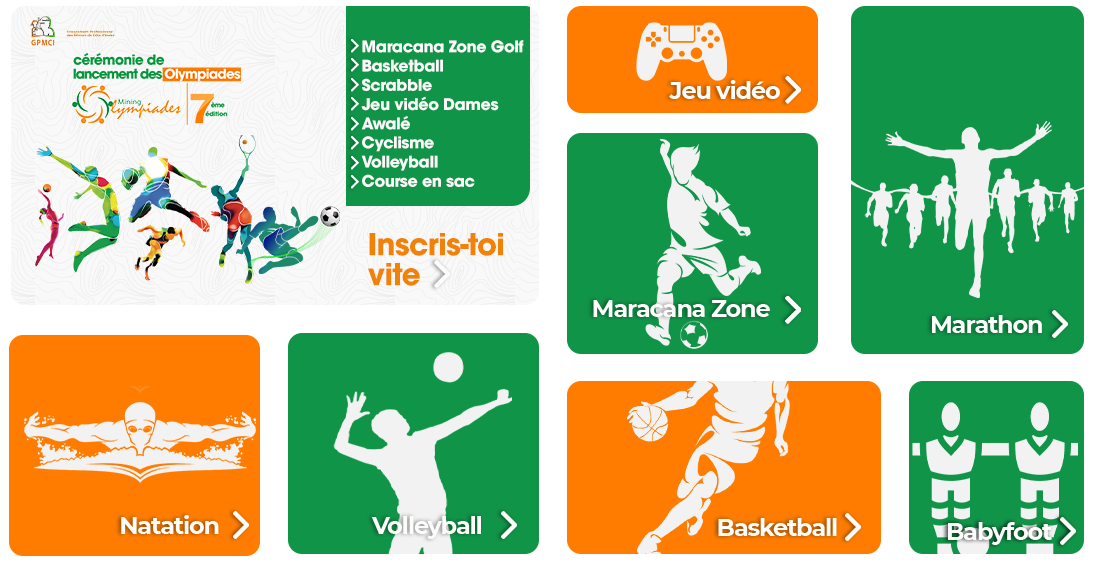 GPMCI
Groupement Professionnel
des Miniers de Côte d'Ivoire
cérémonie de
lancement des Olympiades
Mining
Olympiades
7ème
édition
Maracana Zone Golf
Basketball
Scrabble
Jeu vidéo Dames
Awalé
Cyclisme
Volleyball
Course en sac
Inscris-toi
vite
Jeu vidéo
Maracana Zone
Marathon
Natation
Volleyball
Basketball
Babyfoot